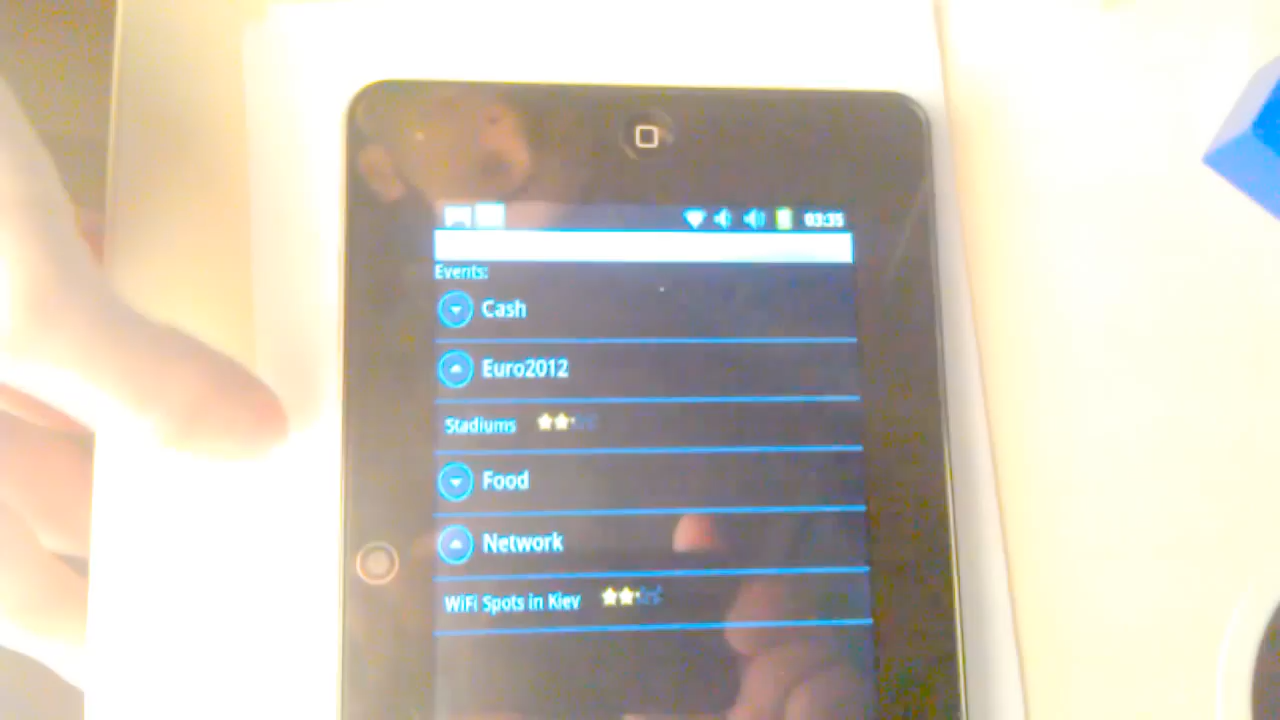 03:35
Events:
Cash
Euro2012
Stadiums
Food
Network
WiFi Spots in Kiev